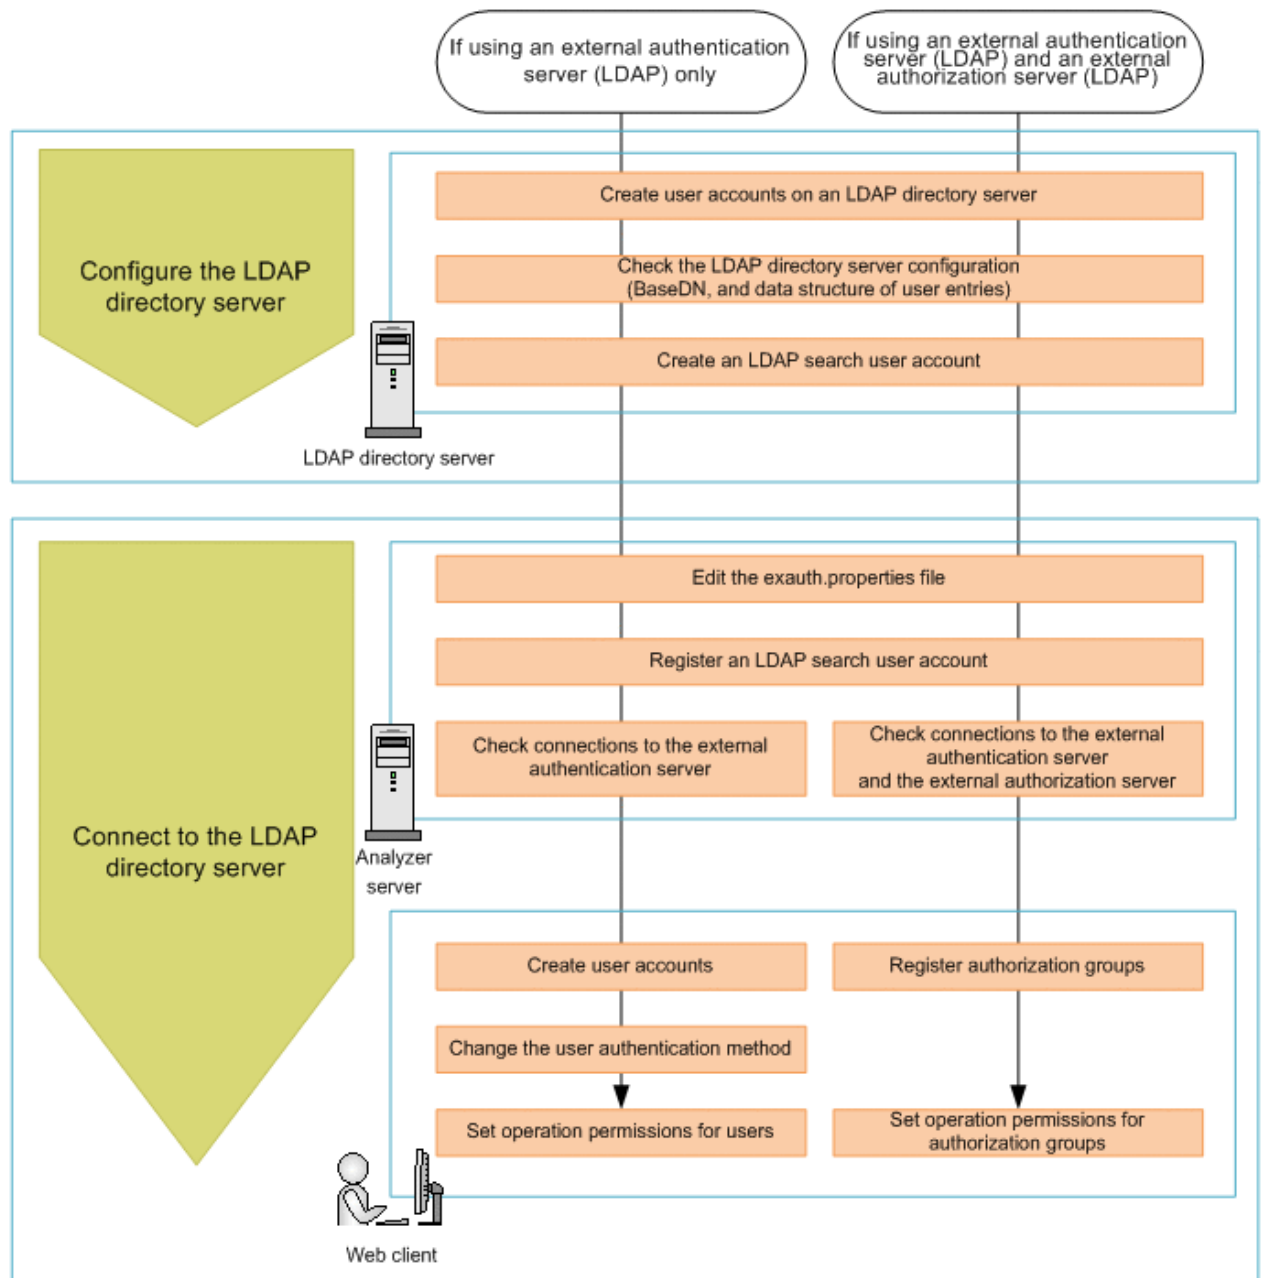 If using an external authentication
server (LDAP) only
If using an external authentication
server (LDAP) and an external
authorization server (LDAP)
Configure the LDAP
directory server
Create user accounts on an LDAP directory server
Check the LDAP directory server configuration
(BaseDN, and data structure of user entries)
Create an LDAP search user account
LDAP directory server
Connect to the LDAP
directory server
Edit the exauth.properties file
Register an LDAP search user account
Check connections to the external
authentication server
Check connections to the external
authentication server
and the external authorization server
Analyzer
server
Create user accounts
Register authorization groups
Change the user authentication method
Set operation permissions for users
Set operation permissions for
authorization groups
Web client